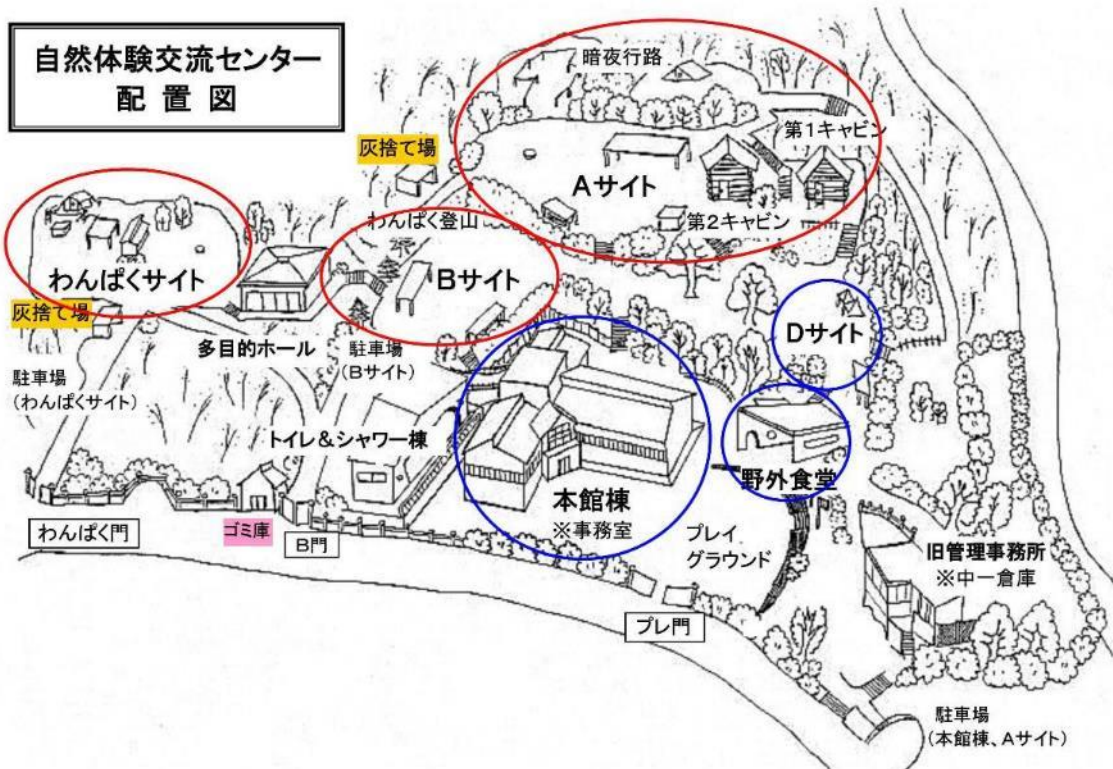 自然体験交流センター
配置図
暗夜行路
第1キャビン
灰捨て場
Aサイト
第2キャビン
わんぱく登山
わんぱくサイト
Bサイト
灰捨て場
Dサイト
多目的ホール
駐車場
(Bサイト)
駐車場
(わんぱくサイト)
トイレ&シャワー棟
本館棟
※事務室
野外食堂
わんぱく門
ゴミ庫
B門
プレイ
グラウンド
旧管理事務所
※中一倉庫
プレ門
駐車場
(本館棟、Aサイト)